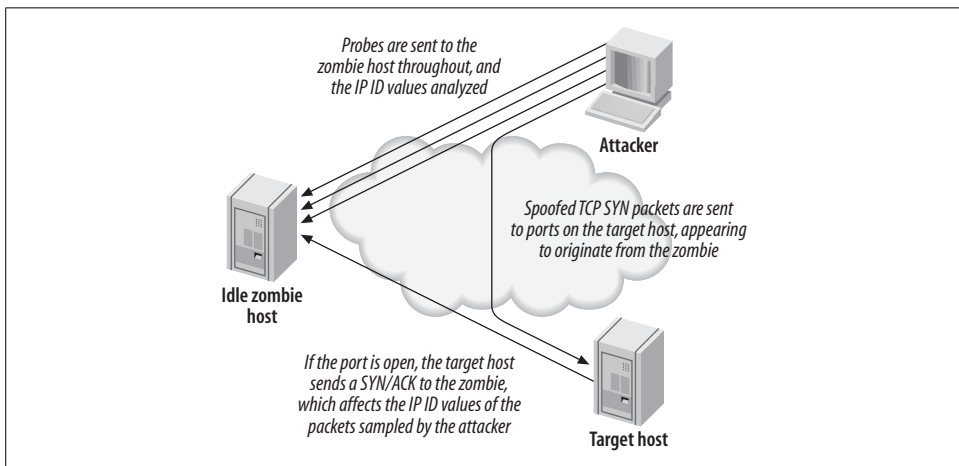 Probes are sent to the
zombie host throughout, and
the IP ID values analyzed
Attacker
Spoofed TCP SYN packets are sent
to ports on the target host, appearing
to originate from the zombie
Idle zombie
host
If the port is open, the target host
sends a SYN/ACK to the zombie,
which affects the IP ID values of the
packets sampled by the attacker
Target host